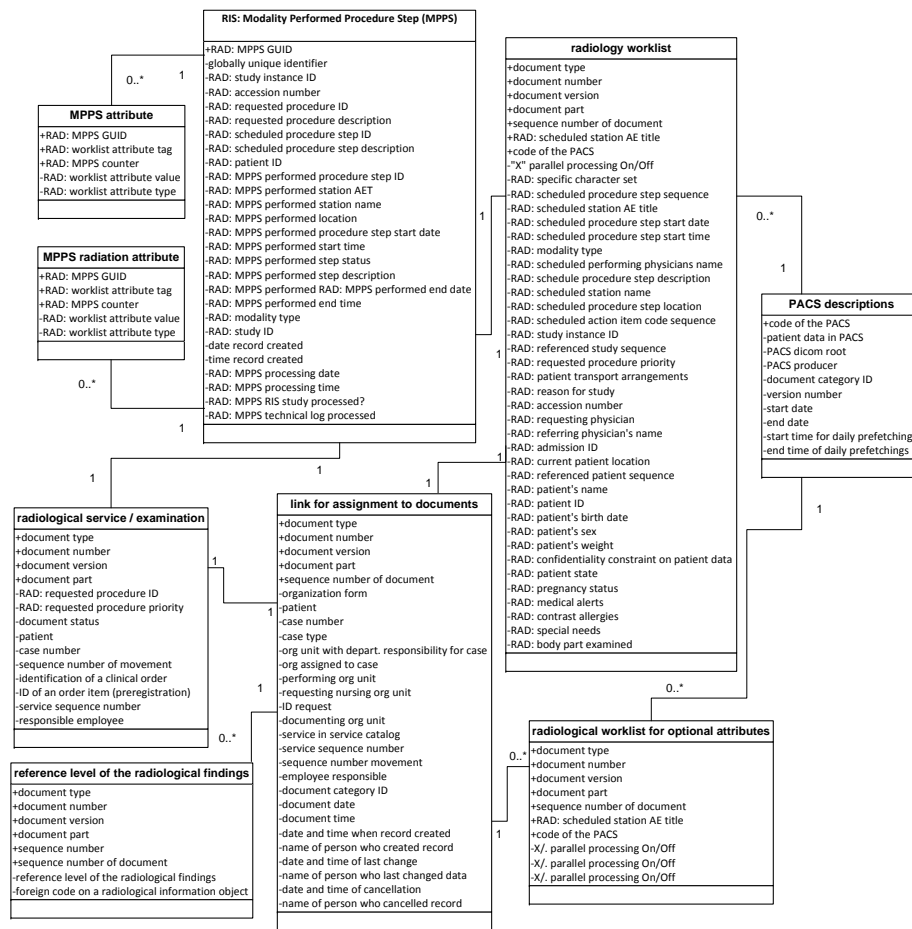 RIS: Modality Performed Procedure Step (MPPS)
+RAD: MPPS GUID
-globally unique identifier
-RAD: study instance ID
-RAD: accession number
-RAD: requested procedure ID
-RAD: requested procedure description
-RAD: scheduled procedure step ID
-RAD: scheduled procedure step description
-RAD: patient ID
-RAD: MPPS performed procedure step ID
-RAD: MPPS performed station AET
-RAD: MPPS performed station name
-RAD: MPPS performed location
-RAD: MPPS performed procedure step start date
-RAD: MPPS performed start time
-RAD: MPPS performed step status
-RAD: MPPS performed step description
-RAD: MPPS performed RAD: MPPS performed end date
-RAD: MPPS performed end time
-RAD: modality type
-RAD: study ID
-date record created
-time record created
-RAD: MPPS processing date
-RAD: MPPS processing time
-RAD: MPPS RIS study processed?
-RAD: MPPS technical log processed
1
0..*
MPPS attribute
+RAD: MPPS GUID
+RAD: worklist attribute tag
+RAD: MPPS counter
-RAD: worklist attribute value
-RAD: worklist attribute type
MPPS radiation attribute
+RAD: MPPS GUID
+RAD: worklist attribute tag
+RAD: MPPS counter
-RAD: worklist attribute value
-RAD: worklist attribute type
0..*
1
radiology worklist
+document type
+document number
+document version
+document part
+sequence number of document
+RAD: scheduled station AE title
+code of the PACS
-"X" parallel processing On/Off
-RAD: specific character set
-RAD: scheduled procedure step sequence
-RAD: scheduled station AE title
-RAD: scheduled procedure step start date
-RAD: scheduled procedure step start time
-RAD: modality type
-RAD: scheduled performing physicians name
-RAD: schedule procedure step description
-RAD: scheduled station name
-RAD: scheduled procedure step location
-RAD: scheduled action item code sequence
-RAD: study instance ID
-RAD: referenced study sequence
-RAD: requested procedure priority
-RAD: patient transport arrangements
-RAD: reason for study
-RAD: accession number
-RAD: requesting physician
-RAD: referring physician's name
-RAD: admission ID
-RAD: current patient location
-RAD: referenced patient sequence
-RAD: patient's name
-RAD: patient ID
-RAD: patient's birth date
-RAD: patient's sex
-RAD: patient's weight
-RAD: confidentiality constraint on patient data
-RAD: patient state
-RAD: pregnancy status
-RAD: medical alerts
-RAD: contrast allergies
-RAD: special needs
-RAD: body part examined
1
1
0..*
1
PACS descriptions
+code of the PACS
-patient data in PACS
-PACS dicom root
-PACS producer
-document category ID
-version number
-start date
-end date
-start time for daily prefetching
-end time of daily prefetchings
1
0..*
1
1
1
1
radiological service / examination
+document type
+document number
+document version
+document part
-RAD: requested procedure ID
-RAD: requested procedure priority
-document status
-patient
-case number
-sequence number of movement
-identification of a clinical order
-ID of an order item (preregistration)
-service sequence number
-responsible employee
1
1
link for assignment to documents
+document type
+document number
+document version
+document part
+sequence number of document
-organization form
-patient
-case number
-case type
-org unit with depart. responsibility for case
-org assigned to case
-performing org unit
-requesting nursing org unit
-ID request
-documenting org unit
-service in service catalog
-service sequence number
-sequence number movement
-employee responsible
-document category ID
-document date
-document time
-date and time when record created
-name of person who created record
-date and time of last change
-name of person who last changed data
-date and time of cancellation
-name of person who cancelled record
1
0..*
reference level of the radiological findings
+document type
+document number
+document version
+document part
+sequence number
+sequence number of document
-reference level of the radiological findings
-foreign code on a radiological information object
0..*
1
radiological worklist for optional attributes
+document type
+document number
+document version
+document part
+sequence number of document
+RAD: scheduled station AE title
+code of the PACS
-X/. parallel processing On/Off
-X/. parallel processing On/Off
-X/. parallel processing On/Off